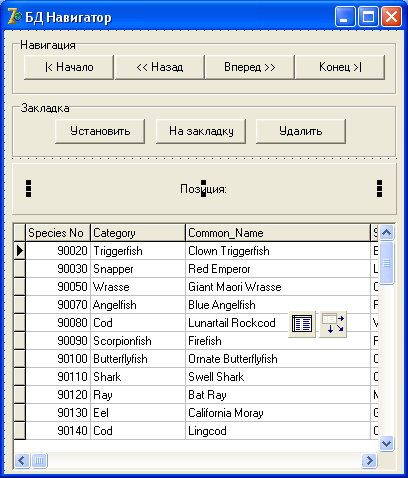 БД Навигатор
Навигация
|< Начало << Назад Вперед >> Конец >|
Закладка
Установить На закладку Удалить
Позиция:
Species No Category Common_Name S
90020 Triggerfish Clown Triggerfish B
90030 Snapper Red Emperor L
90050 Wrasse Giant Maori Wrasse C
90070 Angelfish Blue Angelfish P
90080 Cod Lunartail Rockcod V
90090 Scorpionfish Firefish P
90100 Butterflyfish Ornate Butterflyfish C
90110 Shark Swell Shark C
90120 Ray Bat Ray M
90130 Eel California Moray G
90140 Cod Lingcod O